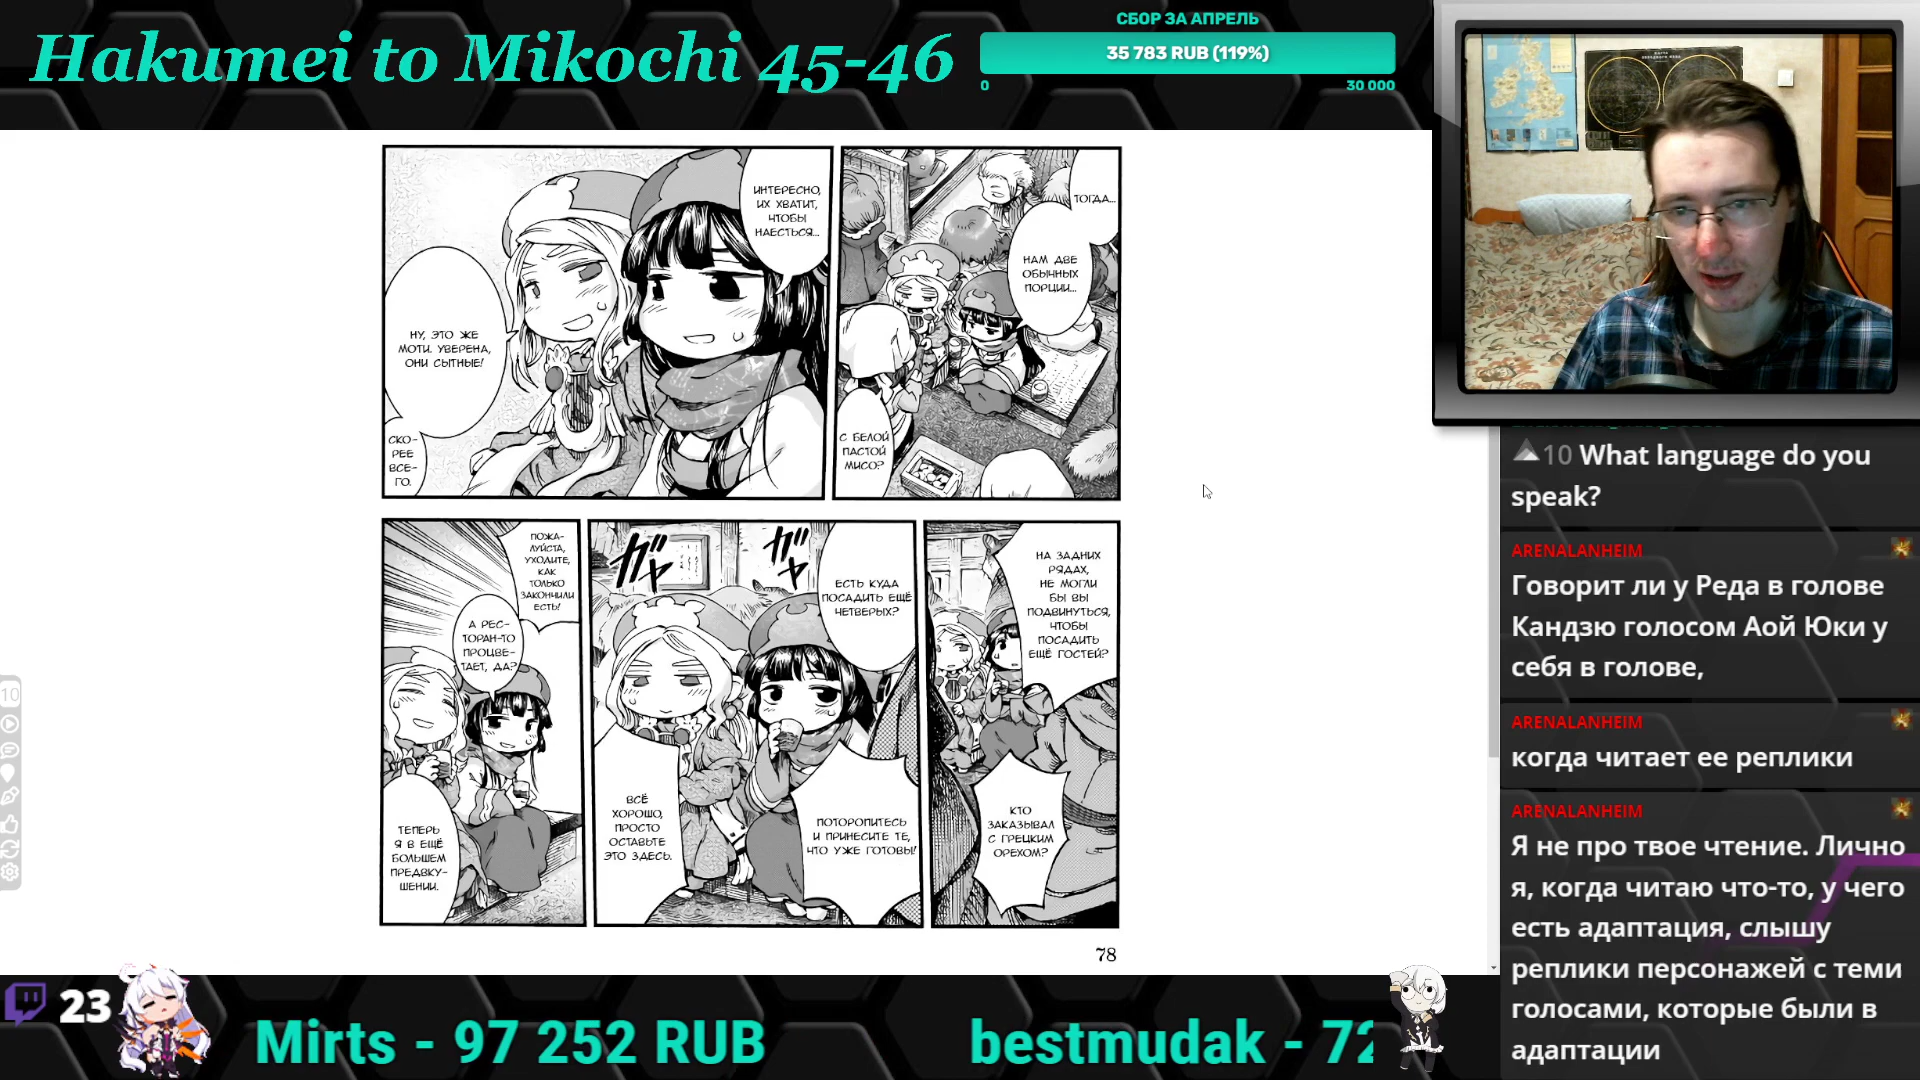 Hakumei to Mikochi 45-46
СБОР ЗА АПРЕЛЬ
35 783 RUB (119%)
0
30 000
ТОГДА...
НАМ ДВЕ
ОБЫЧНЫХ
ПОРЦИИ...
С БЕЛОЙ
ПАСТОЙ
МИСО?
ИНТЕРЕСНО,
ИХ ХВАТИТ,
ЧТОБЫ
НАЕСТЬСЯ...
НУ, ЭТО ЖЕ
МОТИ. УВЕРЕНА,
ОНИ СЫТНЫЕ!
СКО-
РЕЕ
ВСЕ-
ГО.
НА ЗАДНИХ
РЯДАХ,
НЕ МОГЛИ
БЫ ВЫ
ПОДВИНУТЬСЯ,
ЧТОБЫ
ПОСАДИТЬ
ЕЩЁ ГОСТЕЙ?
КТО
ЗАКАЗЫВАЛ
С ГРЕЦКИМ
ОРЕХОМ?
ガヤ
ガヤ
ЕСТЬ КУДА
ПОСАДИТЬ ЕЩЁ
ЧЕТВЕРЫХ?
ПОТОРОПИТЕСЬ
И ПРИНЕСИТЕ ТЕ,
ЧТО УЖЕ ГОТОВЫ!
ВСЁ
ХОРОШО,
ПРОСТО
ОСТАВЬТЕ
ЭТО ЗДЕСЬ.
ПОЖА-
ЛУЙСТА,
УХОДИТЕ,
КАК
ТОЛЬКО
ЗАКОНЧИЛИ
ЕСТЬ!
А РЕС-
ТОРАН-ТО
ПРОЦВЕ-
ТАЕТ, ДА?
ТЕПЕРЬ
Я В ЕЩЁ
БОЛЬШЕМ
ПРЕДВКУ-
ШЕНИИ.
78
10
10 What language do you
speak?
ARENALANHEIM
Говорит ли у Реда в голове
Кандзю голосом Аой Юки у
себя в голове,
ARENALANHEIM
когда читает ее реплики
ARENALANHEIM
Я не про твое чтение. Лично
я, когда читаю что-то, у чего
есть адаптация, слышу
реплики персонажей с теми
голосами, которые были в
адаптации
23
Mirts - 97 252 RUB
bestmudak - 72